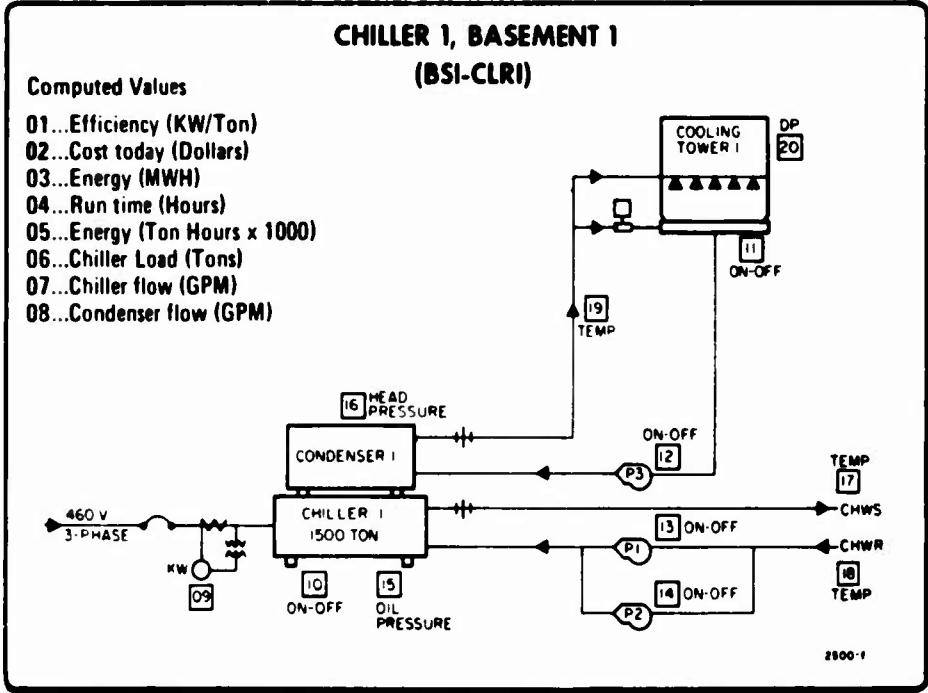 CHILLER 1, BASEMENT 1
(BSI-CLRI)
Computed Values
01...Efficiency (KW/Ton)
02...Cost today (Dollars)
03...Energy (MWH)
04...Run time (Hours)
05...Energy (Ton Hours x 1000)
06...Chiller Load (Tons)
07...Chiller flow (GPM)
08...Condenser flow (GPM)
COOLING
TOWER 1
DP
20
11
ON-OFF
19
TEMP
16 HEAD
PRESSURE
CONDENSER 1
ON-OFF
12
P3
TEMP
17
CHWS
460 V
3-PHASE
CHILLER 1
1500 TON
13 ON-OFF
P1
CHWR
18
TEMP
KW
09
10
ON-OFF
15
OIL
PRESSURE
14 ON-OFF
P2
2500-1